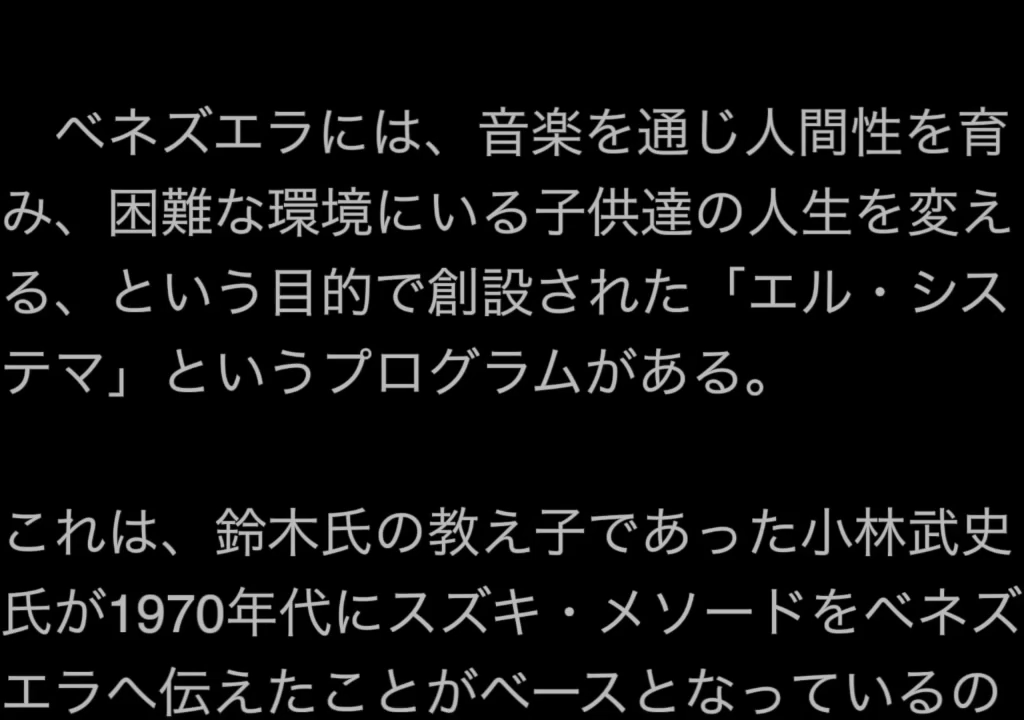 ベネズエラには、音楽を通じ人間性を育
み、困難な環境にいる子供達の人生を変え
る、という目的で創設された「エル・シス
テマ」というプログラムがある。
これは、鈴木氏の教え子であった小林武史
氏が1970年代にスズキ・メソードをベネズ
エラへ伝えたことがベースとなっているの